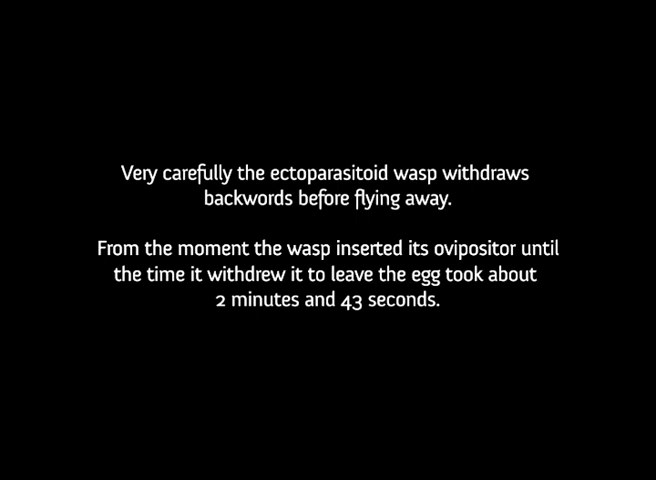 Very carefully the ectoparasitoid wasp withdraws
backwords before flying away.
From the moment the wasp inserted its ovipositor until
the time it withdrew it to leave the egg took about
2 minutes and 43 seconds.